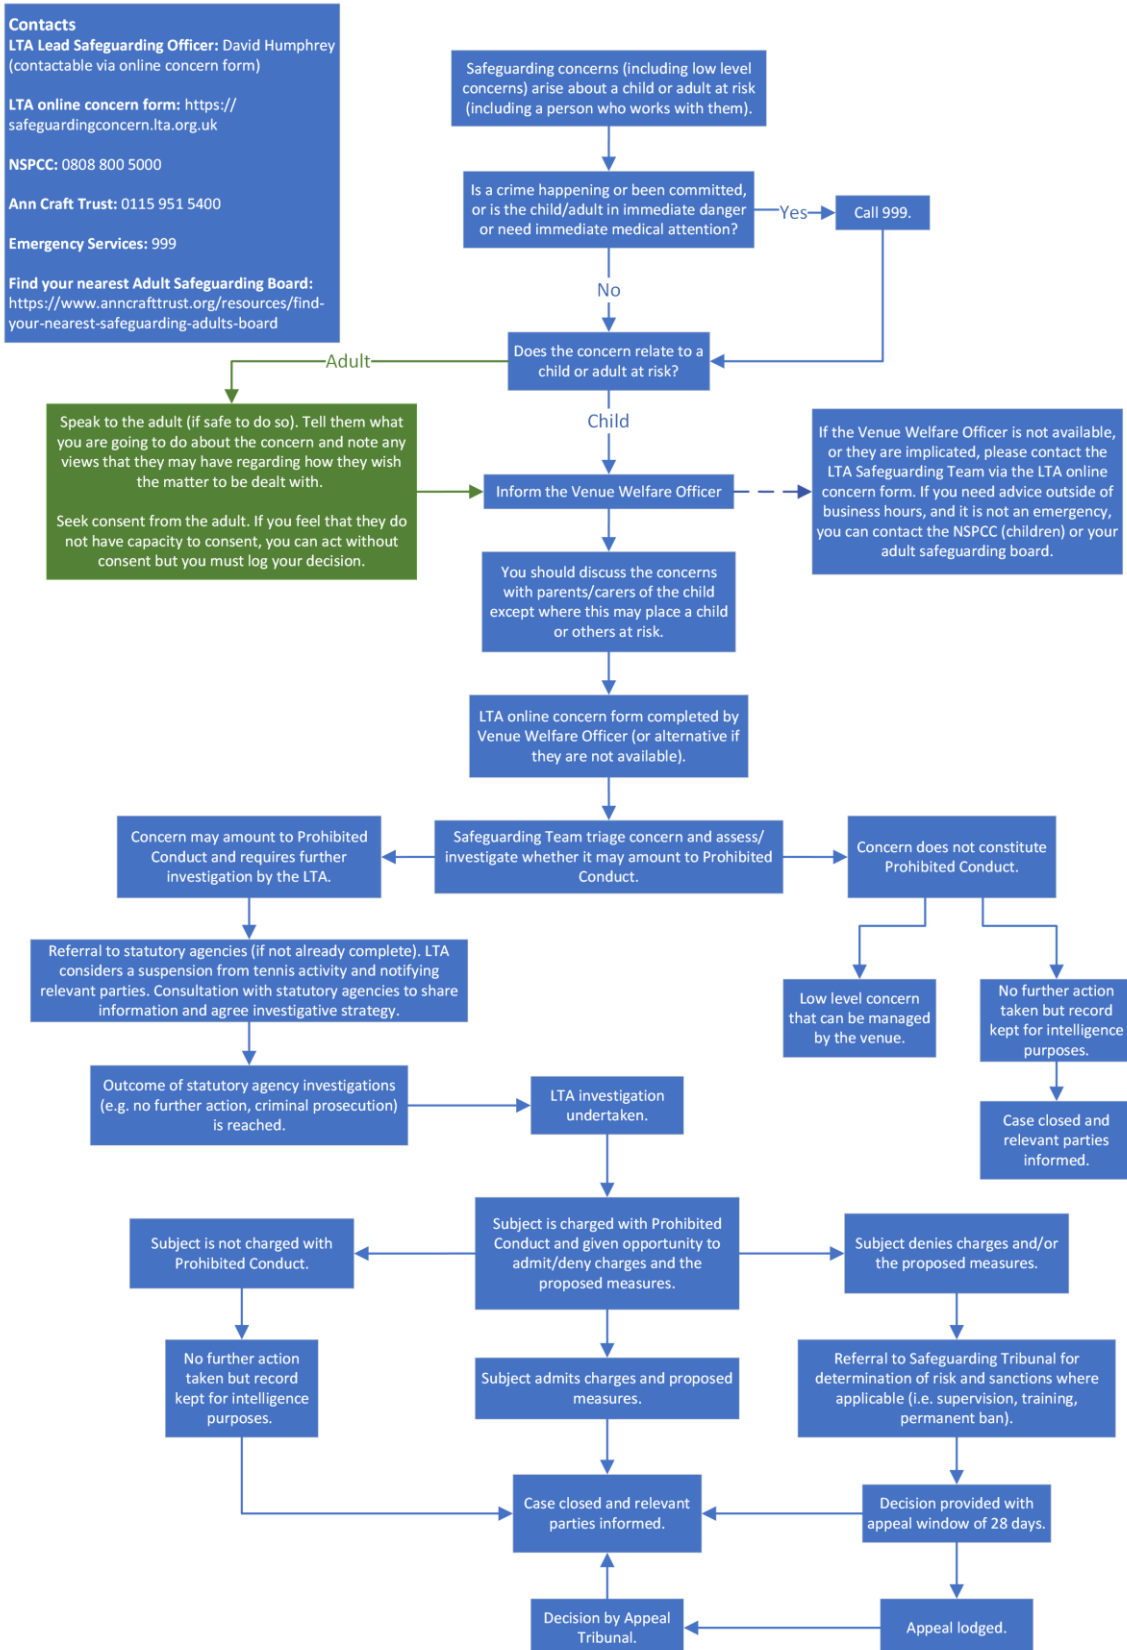 Contacts
LTA Lead Safeguarding Officer: David Humphrey
(contactable via online concern form)
LTA online concern form: https://
safeguardingconcern.lta.org.uk
NSPCC: 0808 800 5000
Ann Craft Trust: 0115 951 5400
Emergency Services: 999
Find your nearest Adult Safeguarding Board:
https://www.anncrafttrust.org/resources/find-
your-nearest-safeguarding-adults-board
Safeguarding concerns (including low level
concerns) arise about a child or adult at risk
(including a person who works with them).
Is a crime happening or been committed,
or is the child/adult in immediate danger
or need immediate medical attention?
Yes
Call 999.
No
Does the concern relate to a
child or adult at risk?
Adult
Child
Speak to the adult (if safe to do so). Tell them what
you are going to do about the concern and note any
views that they may have regarding how they wish
the matter to be dealt with.
Seek consent from the adult. If you feel that they do
not have capacity to consent, you can act without
consent but you must log your decision.
Inform the Venue Welfare Officer
If the Venue Welfare Officer is not available,
or they are implicated, please contact the
LTA Safeguarding Team via the LTA online
concern form. If you need advice outside of
business hours, and it is not an emergency,
you can contact the NSPCC (children) or your
adult safeguarding board.
You should discuss the concerns
with parents/carers of the child
except where this may place a child
or others at risk.
LTA online concern form completed by
Venue Welfare Officer (or alternative if
they are not available).
Safeguarding Team triage concern and assess/
investigate whether it may amount to Prohibited
Conduct.
Concern may amount to Prohibited
Conduct and requires further
investigation by the LTA.
Concern does not constitute
Prohibited Conduct.
Referral to statutory agencies (if not already complete). LTA
considers a suspension from tennis activity and notifying
relevant parties. Consultation with statutory agencies to share
information and agree investigative strategy.
Low level concern
that can be managed
by the venue.
No further action
taken but record
kept for intelligence
purposes.
Outcome of statutory agency investigations
(e.g. no further action, criminal prosecution)
is reached.
LTA investigation
undertaken.
Case closed and
relevant parties
informed.
Subject is not charged with
Prohibited Conduct.
Subject is charged with Prohibited
Conduct and given opportunity to
admit/deny charges and the
proposed measures.
Subject denies charges and/or
the proposed measures.
No further action
taken but record
kept for intelligence
purposes.
Subject admits charges and proposed
measures.
Referral to Safeguarding Tribunal for
determination of risk and sanctions where
applicable (i.e. supervision, training,
permanent ban).
Case closed and relevant
parties informed.
Decision provided with
appeal window of 28 days.
Decision by Appeal
Tribunal.
Appeal lodged.